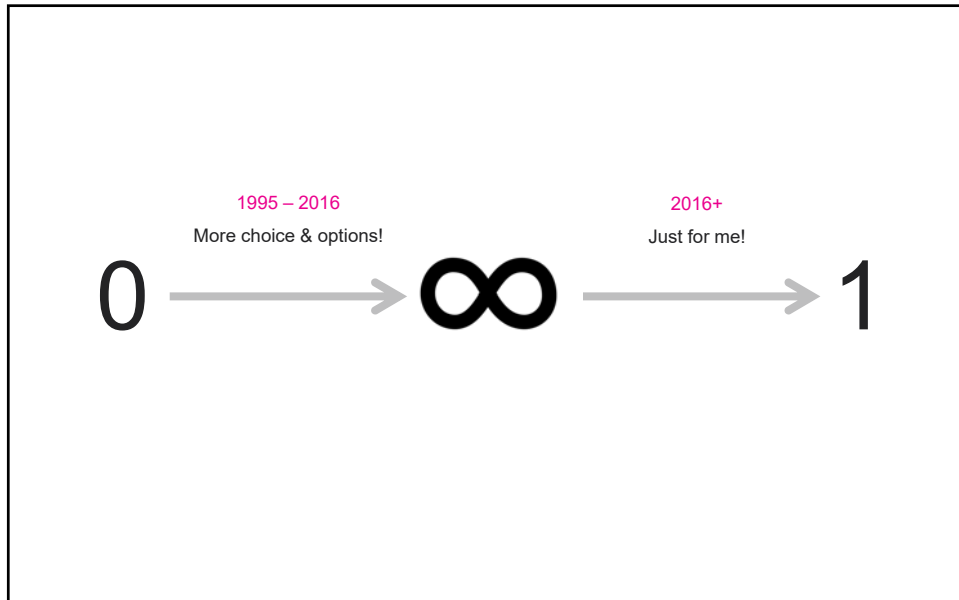 1995 – 2016
More choice & options!
2016+
Just for me!
0
∞
1